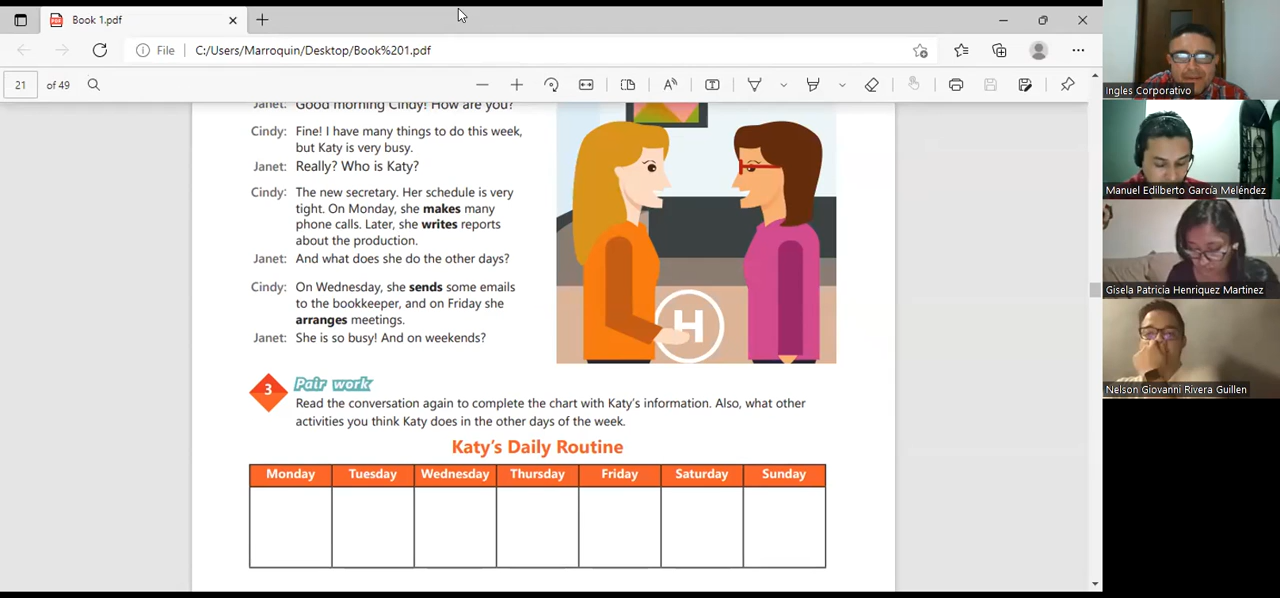 Book 1.pdf
File C:/Users/Marroquin/Desktop/Book%201.pdf
21 of 49
Janet: Good morning Cindy! How are you?
Cindy: Fine! I have many things to do this week,
but Katy is very busy.
Janet: Really? Who is Katy?
Cindy: The new secretary. Her schedule is very
tight. On Monday, she makes many
phone calls. Later, she writes reports
about the production.
Janet: And what does she do the other days?
Cindy: On Wednesday, she sends some emails
to the bookkeeper, and on Friday she
arranges meetings.
Janet: She is so busy! And on weekends?
H
3 Pair work
Read the conversation again to complete the chart with Katy's information. Also, what other
activities you think Katy does in the other days of the week.
Katy's Daily Routine
Monday Tuesday Wednesday Thursday Friday Saturday Sunday
Ingles Corporativo
Manuel Edilberto García Meléndez
Gisela Patricia Henriquez Martinez
Nelson Giovanni Rivera Guillen